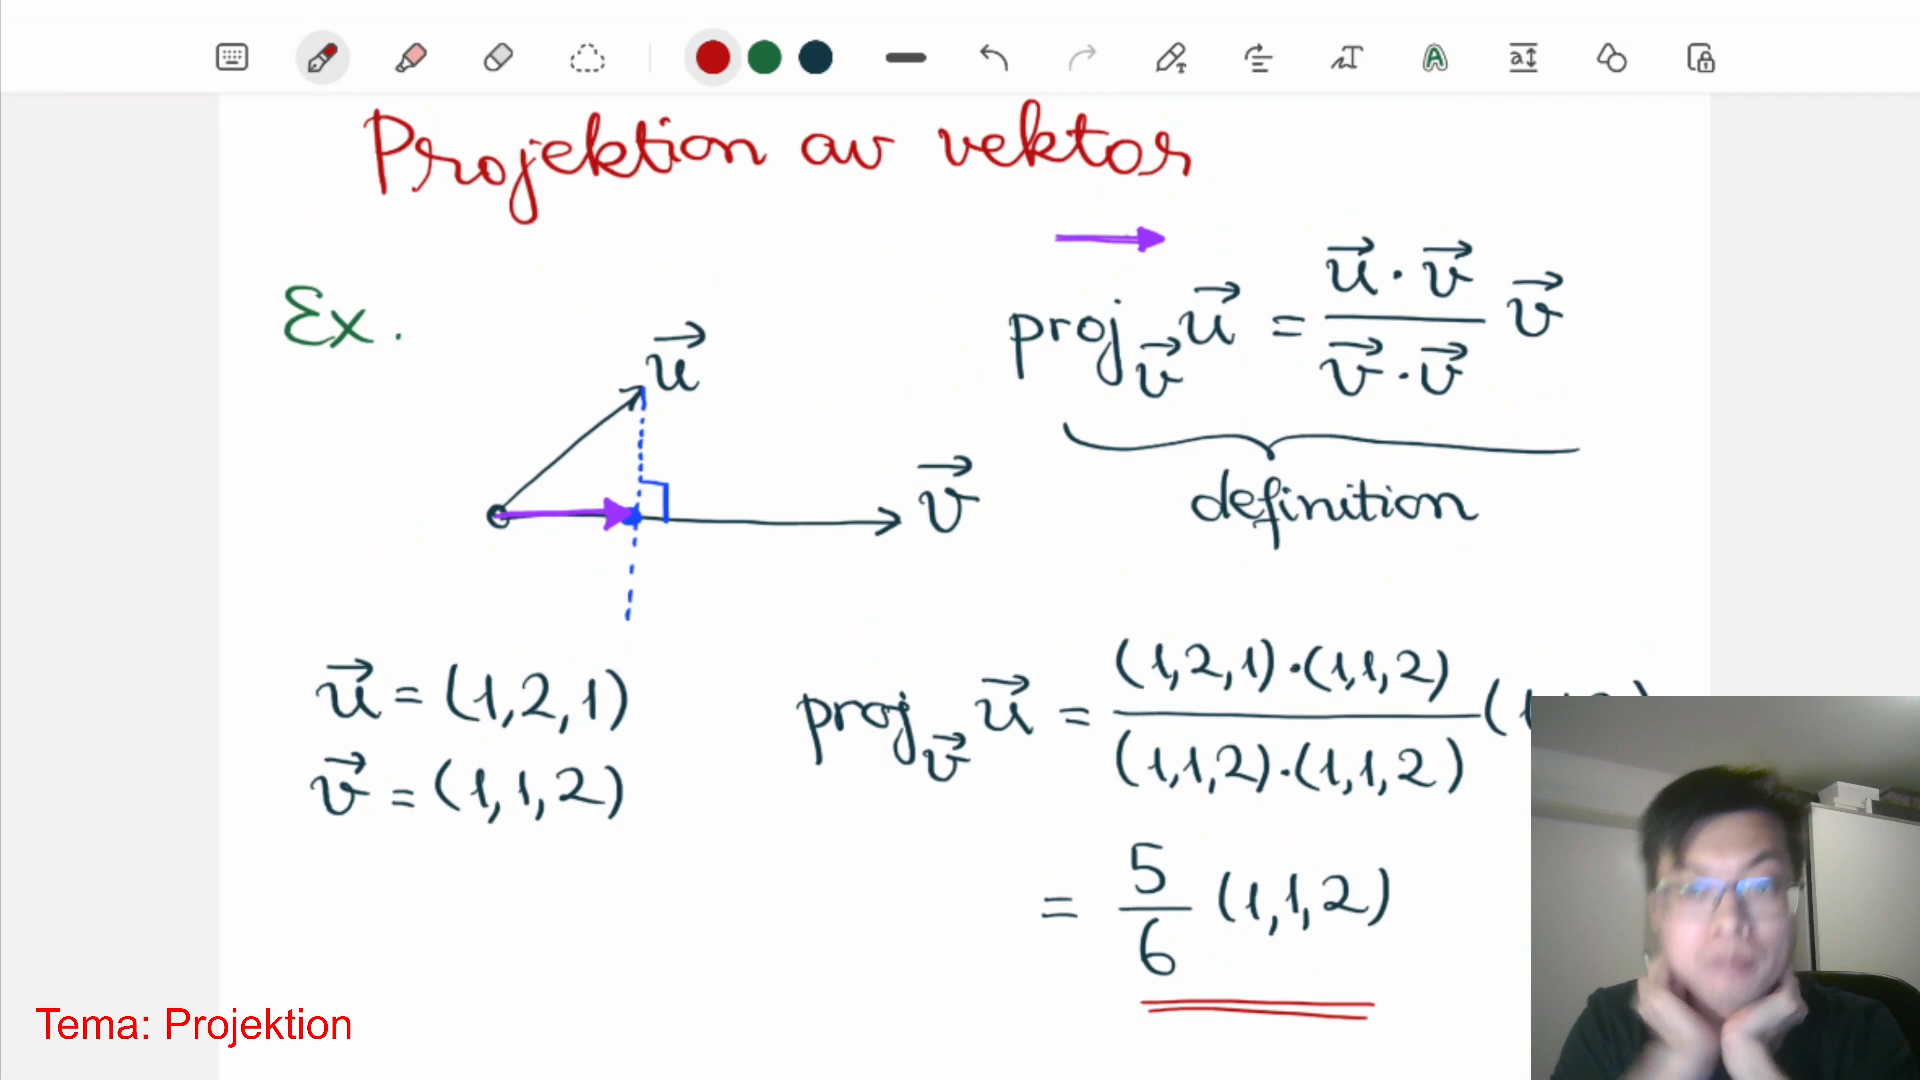 Projektion av vektor
Ex.
proj_v⃗ u⃗ = (u⃗ · v⃗)/(v⃗ · v⃗) v⃗
u⃗
v⃗
definition
u⃗ = (1,2,1)
v⃗ = (1,1,2)
proj_v⃗ u⃗ = ((1,2,1)·(1,1,2))/((1,1,2)·(1,1,2)) (1
= 5/6 (1,1,2)
Tema: Projektion